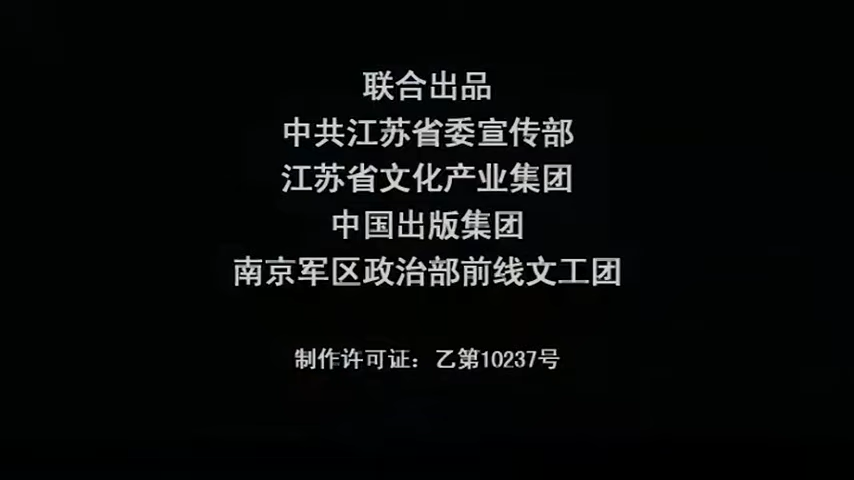 联合出品
中共江苏省委宣传部
江苏省文化产业集团
中国出版集团
南京军区政治部前线文工团
制作许可证：乙第10237号